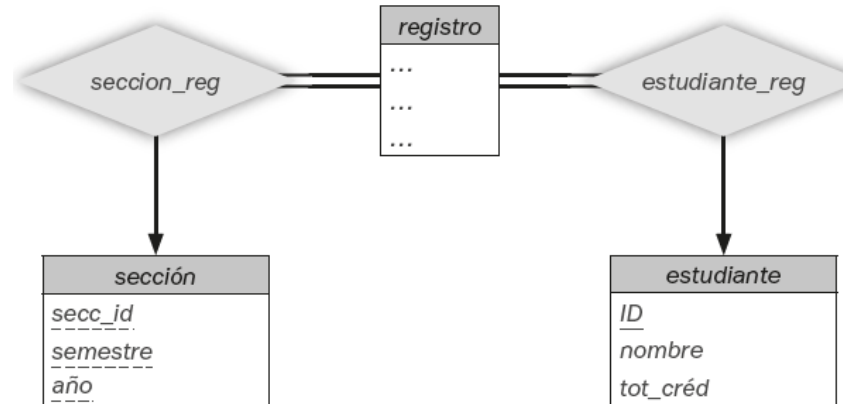 registro
seccion_reg
...
...
...
estudiante_reg
sección
secc_id
semestre
año
estudiante
ID
nombre
tot_créd